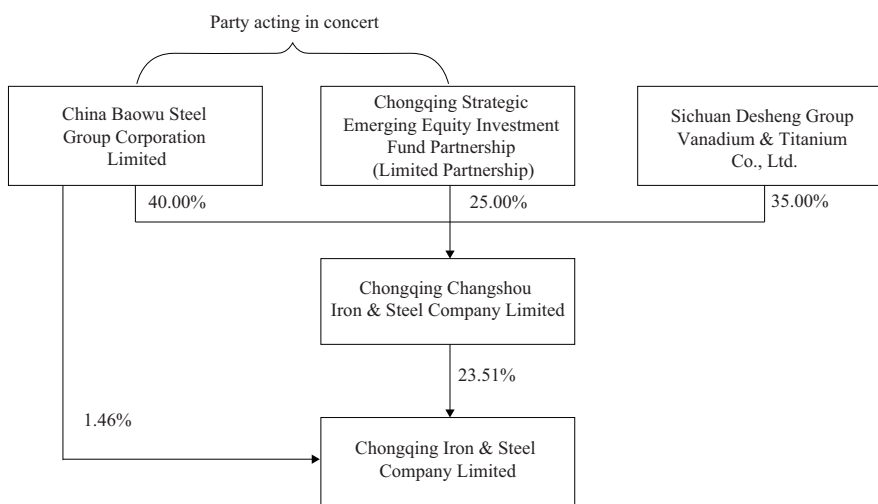 Party acting in concert
China Baowu Steel
Group Corporation
Limited
Chongqing Strategic
Emerging Equity Investment
Fund Partnership
(Limited Partnership)
Sichuan Desheng Group
Vanadium & Titanium
Co., Ltd.
40.00%
25.00%
35.00%
Chongqing Changshou
Iron & Steel Company Limited
23.51%
1.46%
Chongqing Iron & Steel
Company Limited